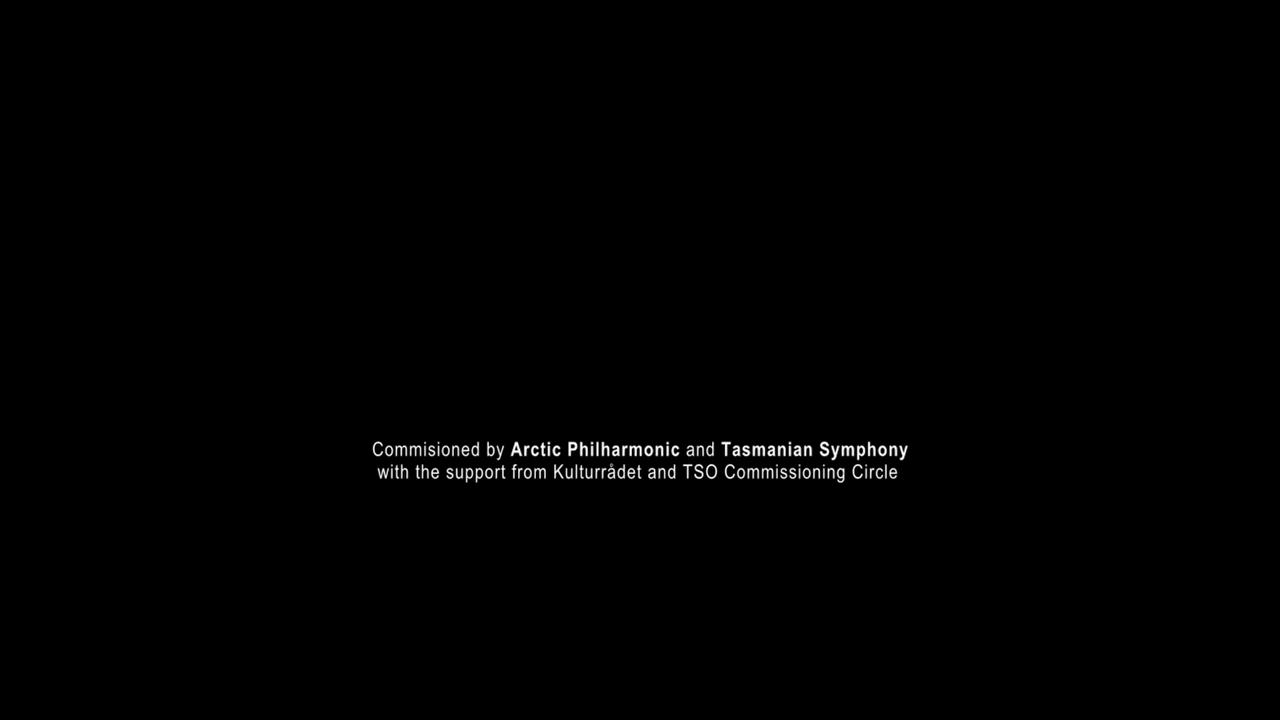 Commisioned by Arctic Philharmonic and Tasmanian Symphony
with the support from Kulturrådet and TSO Commissioning Circle